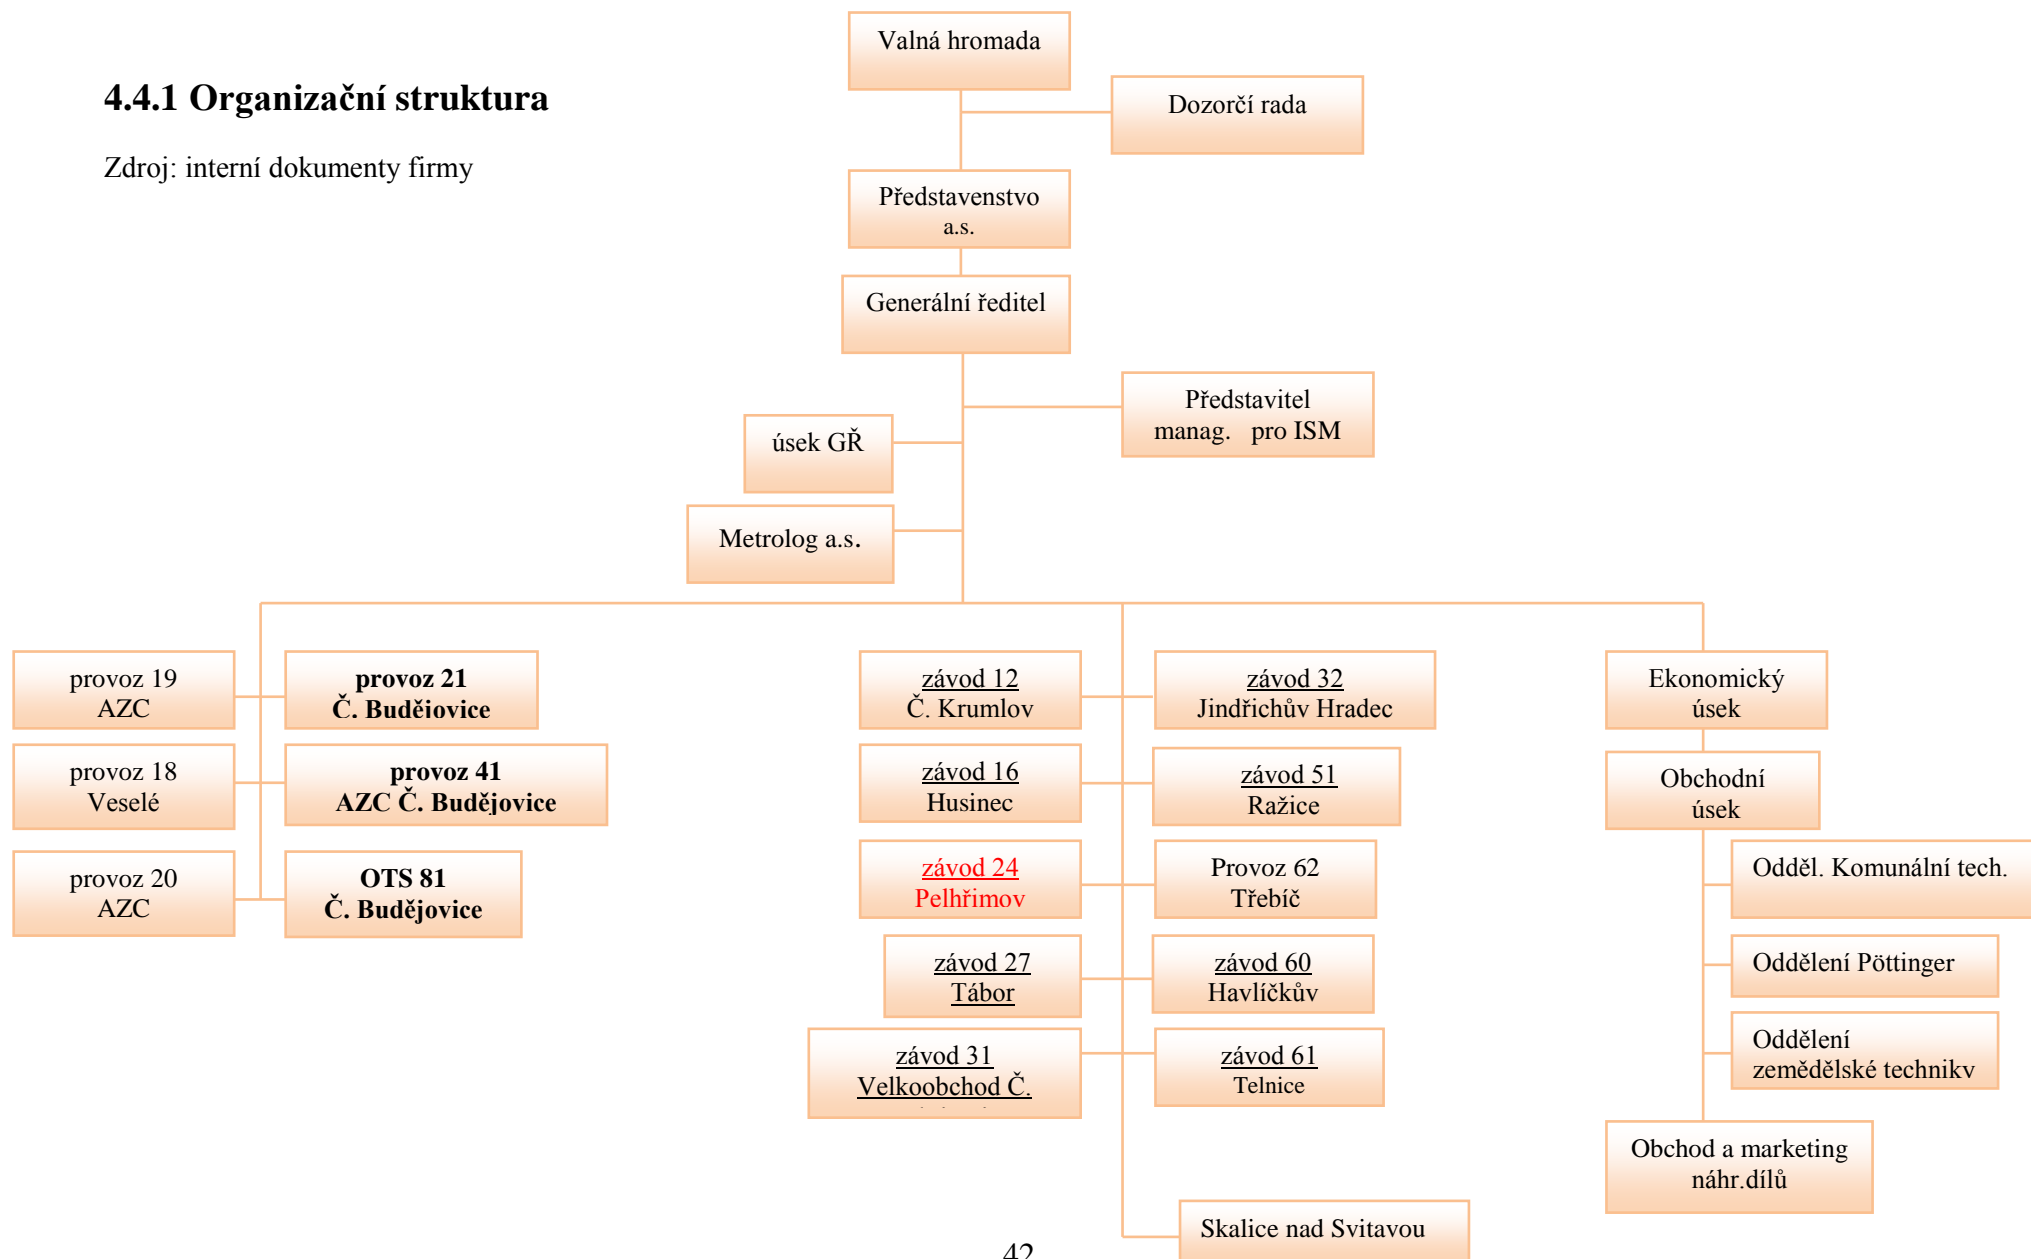 Valná hromada
4.4.1 Organizační struktura
Dozorčí rada
Zdroj: interní dokumenty firmy
Představenstvo
a.s.
Generální ředitel
Představitel
manag. pro ISM
úsek GŘ
Metrolog a.s.
provoz 19
AZC
provoz 21
Č. Budějovice
závod 12
Č. Krumlov
závod 32
Jindřichův Hradec
Ekonomický
úsek
provoz 18
Veselé
provoz 41
AZC Č. Budějovice
závod 16
Husinec
závod 51
Ražice
Obchodní
úsek
provoz 20
AZC
OTS 81
Č. Budějovice
závod 24
Pelhřimov
Provoz 62
Třebíč
Odděl. Komunální tech.
závod 27
Tábor
závod 60
Havlíčkův
Oddělení Pöttinger
závod 31
Velkoobchod Č.
závod 61
Telnice
Oddělení
zemědělské techniky
Obchod a marketing
náhr.dílů
Skalice nad Svitavou
42